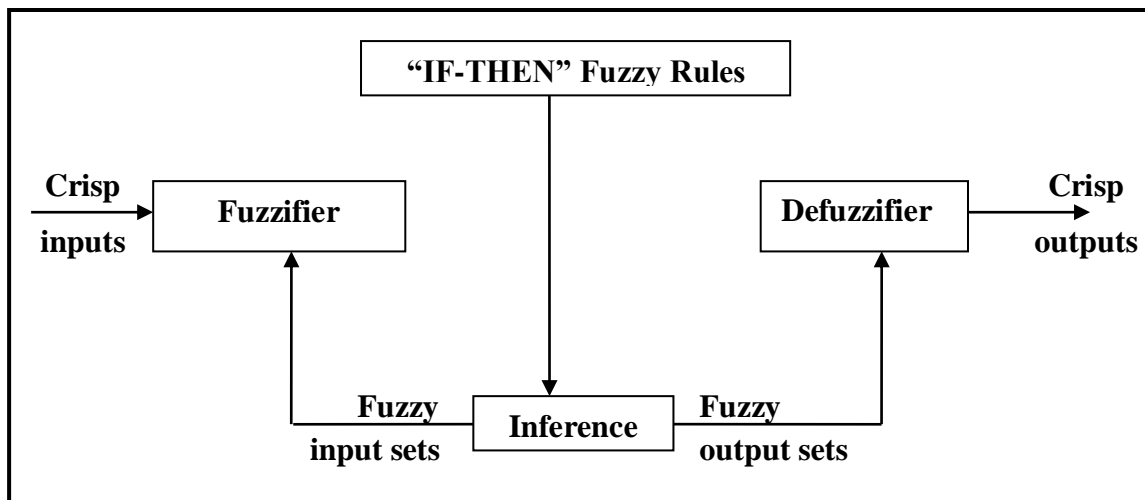 “IF-THEN” Fuzzy Rules
Crisp
inputs
Fuzzifier
Defuzzifier
Crisp
outputs
Fuzzy
input sets
Inference
Fuzzy
output sets